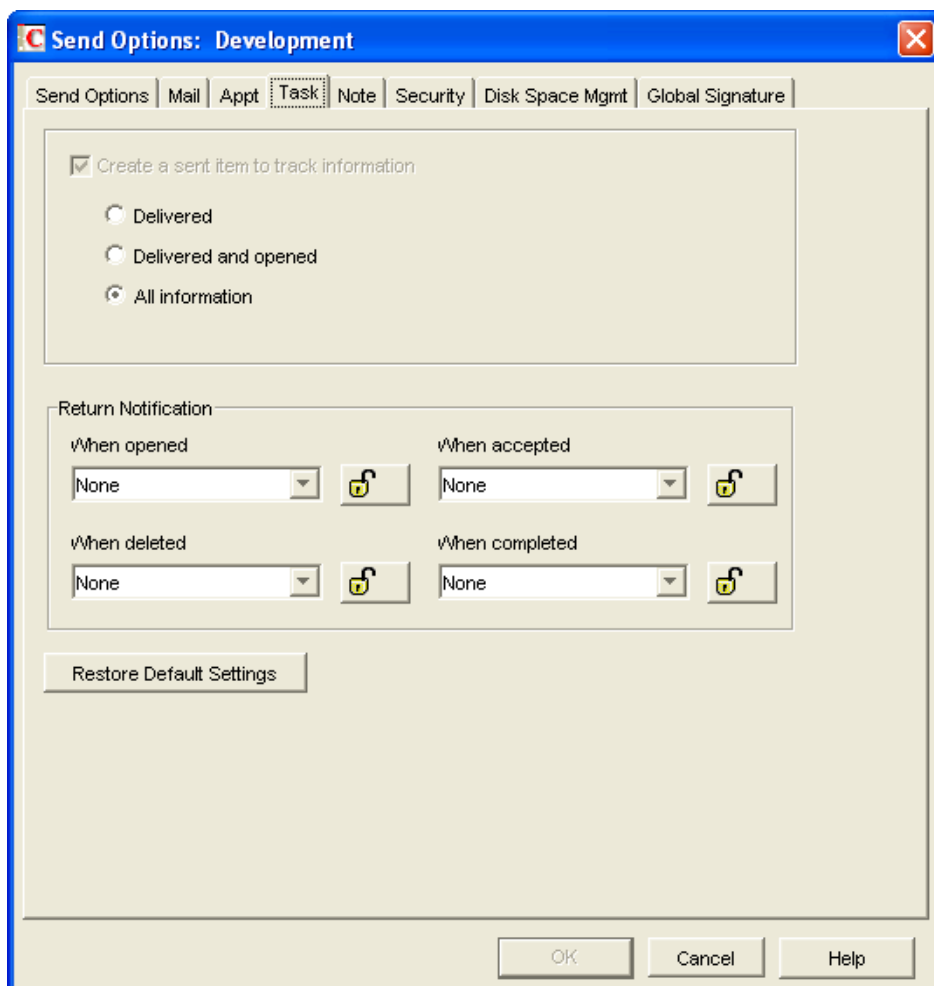 C Send Options: Development
Send Options Mail Appt Task Note Security Disk Space Mgmt Global Signature
Create a sent item to track information
Delivered
Delivered and opened
All information
Return Notification
When opened When accepted
None None
When deleted When completed
None None
Restore Default Settings
OK Cancel Help